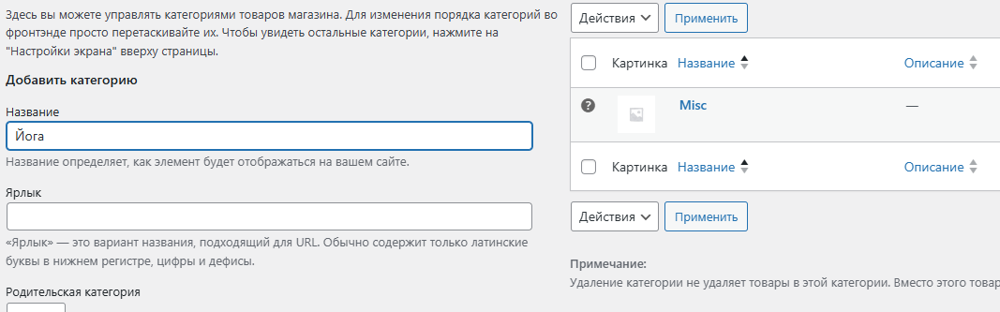 Здесь вы можете управлять категориями товаров магазина. Для изменения порядка категорий во
фронтэнде просто перетаскивайте их. Чтобы увидеть остальные категории, нажмите на
"Настройки экрана" вверху страницы.
Добавить категорию
Название
Йога
Название определяет, как элемент будет отображаться на вашем сайте.
Ярлык
«Ярлык» — это вариант названия, подходящий для URL. Обычно содержит только латинские
буквы в нижнем регистре, цифры и дефисы.
Родительская категория
Действия Применить
Картинка Название Описание
? Misc —
Картинка Название Описание
Действия Применить
Примечание:
Удаление категории не удаляет товары в этой категории. Вместо этого товар